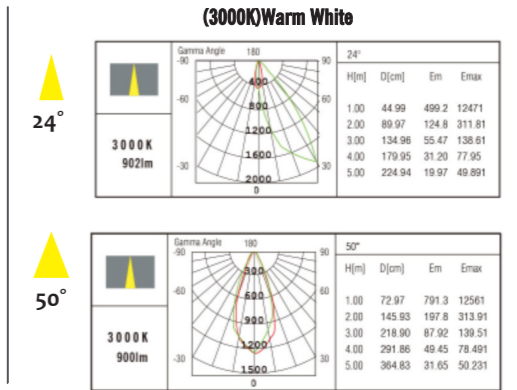 (3000K)Warm White
24°
3000K
902lm
Gamma Angle 180
-90 90
-60 60
-30 30
400
800
1200
1600
2000
0
24°
H[m] D[cm] Em Emax
1.00 44.99 499.2 12471
2.00 89.97 124.8 311.81
3.00 134.96 55.47 138.61
4.00 179.95 31.20 77.95
5.00 224.94 19.97 49.891
50°
3000K
900lm
Gamma Angle 180
-90 90
-60 60
-30 30
300
600
900
1200
1500
0
50°
H[m] D[cm] Em Emax
1.00 72.97 791.3 12561
2.00 145.93 197.8 313.91
3.00 218.90 87.92 139.51
4.00 291.86 49.45 78.491
5.00 364.83 31.65 50.231